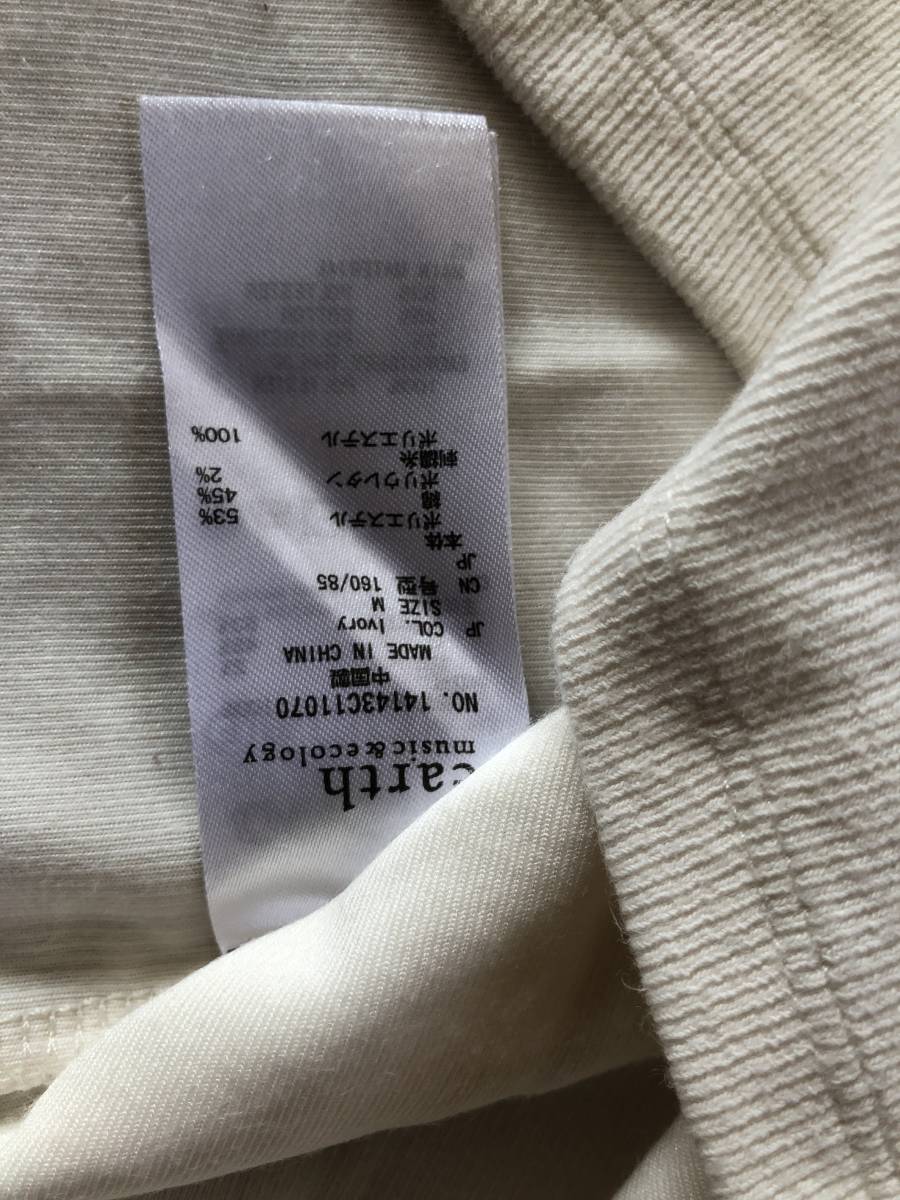 earth
music&ecology
NO. 14143C11070
中国製
MADE IN CHINA
JP COL. Ivory
SIZE M
CN 号型 160/85
JP
本体
ポリエステル 53%
綿 45%
ポリウレタン 2%
刺繍糸
ポリエステル 100%